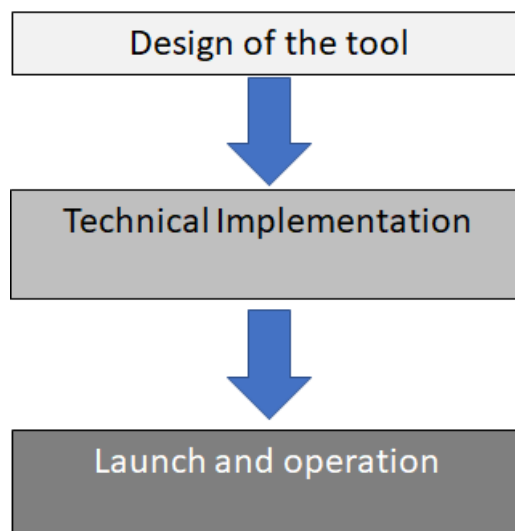 Design of the tool
Technical Implementation
Launch and operation